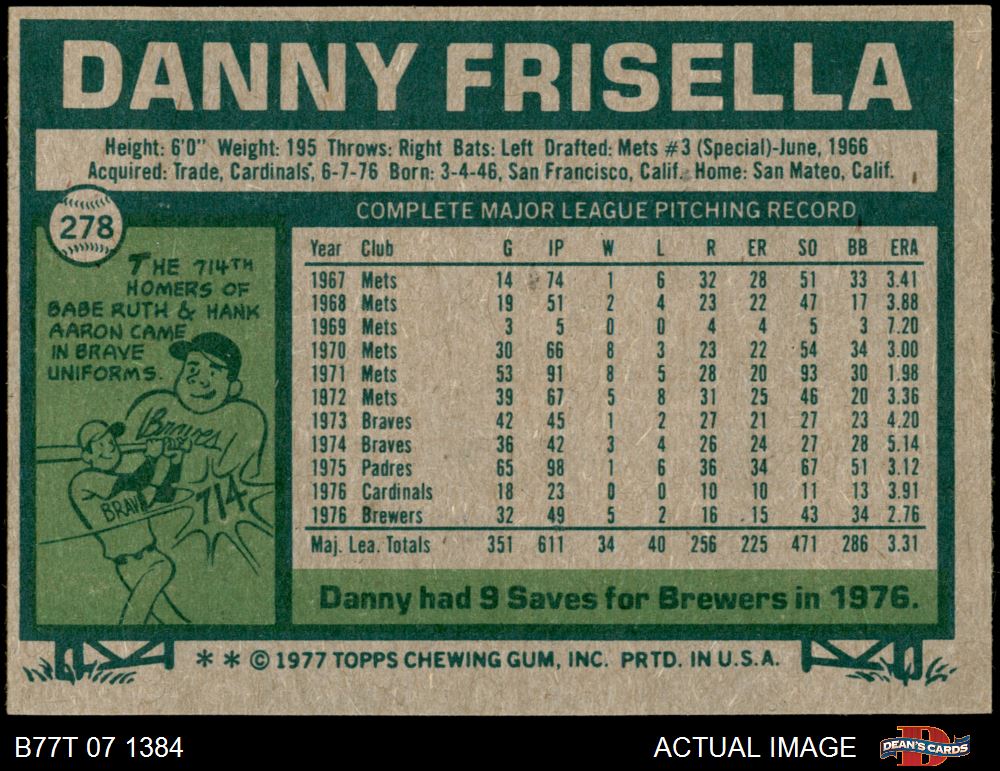 DANNY FRISELLA
Height: 6'0" Weight: 195 Throws: Right Bats: Left Drafted: Mets #3 (Special)-June, 1966
Acquired: Trade, Cardinals, 6-7-76 Born: 3-4-46, San Francisco, Calif. Home: San Mateo, Calif.
278
THE 714TH
HOMERS OF
BABE RUTH & HANK
AARON CAME
IN BRAVE
UNIFORMS.
Braves
BRAV
714
COMPLETE MAJOR LEAGUE PITCHING RECORD
Year Club G IP W L R ER SO BB ERA
1967 Mets 14 74 1 6 32 28 51 33 3.41
1968 Mets 19 51 2 4 23 22 47 17 3.88
1969 Mets 3 5 0 0 4 4 5 3 7.20
1970 Mets 30 66 8 3 23 22 54 34 3.00
1971 Mets 53 91 8 5 28 20 93 30 1.98
1972 Mets 39 67 5 8 31 25 46 20 3.36
1973 Braves 42 45 1 2 27 21 27 23 4.20
1974 Braves 36 42 3 4 26 24 27 28 5.14
1975 Padres 65 98 1 6 36 34 67 51 3.12
1976 Cardinals 18 23 0 0 10 10 11 13 3.91
1976 Brewers 32 49 5 2 16 15 43 34 2.76
Maj. Lea. Totals 351 611 34 40 256 225 471 286 3.31
Danny had 9 Saves for Brewers in 1976.
* * © 1977 TOPPS CHEWING GUM, INC. PRTD. IN U.S.A.
B77T 07 1384
ACTUAL IMAGE
DEAN'S CARDS